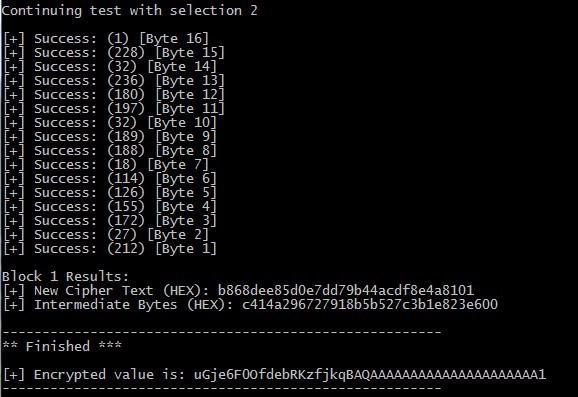 Continuing test with selection 2
[+] Success: (1) [Byte 16]
[+] Success: (228) [Byte 15]
[+] Success: (32) [Byte 14]
[+] Success: (236) [Byte 13]
[+] Success: (180) [Byte 12]
[+] Success: (197) [Byte 11]
[+] Success: (32) [Byte 10]
[+] Success: (189) [Byte 9]
[+] Success: (188) [Byte 8]
[+] Success: (18) [Byte 7]
[+] Success: (114) [Byte 6]
[+] Success: (126) [Byte 5]
[+] Success: (155) [Byte 4]
[+] Success: (172) [Byte 3]
[+] Success: (27) [Byte 2]
[+] Success: (212) [Byte 1]
Block 1 Results:
[+] New Cipher Text (HEX): b868dee85d0e7dd79b44acdf8e4a8101
[+] Intermediate Bytes (HEX): c414a296727918b5b527c3b1e823e600
-------------------------------------------------------
** Finished ***
[+] Encrypted value is: uGje6F0OfdebRKzfjkqBAQAAAAAAAAAAAAAAAAAAAAA1
-------------------------------------------------------